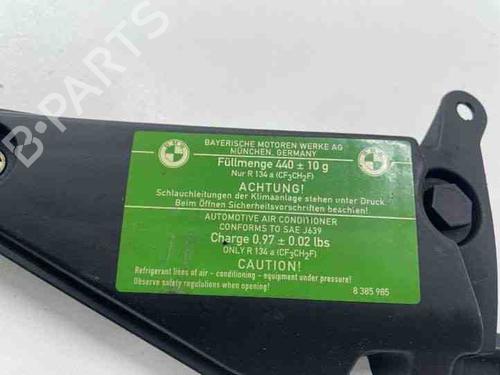 BAYERISCHE MOTOREN WERKE AG
MÜNCHEN, GERMANY
Füllmenge 440 ± 10 g
Nur R 134 a (CF3CH2F)
ACHTUNG!
Schlauchleitungen der Klimaanlage stehen unter Druck
Beim Öffnen Sicherheitsvorschriften beachten!
AUTOMOTIVE AIR CONDITIONER
CONFORMS TO SAE J639
Charge 0.97 ± 0.02 lbs
ONLY R 134 a (CF3CH2F)
CAUTION!
Refrigerant lines of air - conditioning - equipment under pressure!
Observe safety regulations when opening!
8 385 985
B-Parts